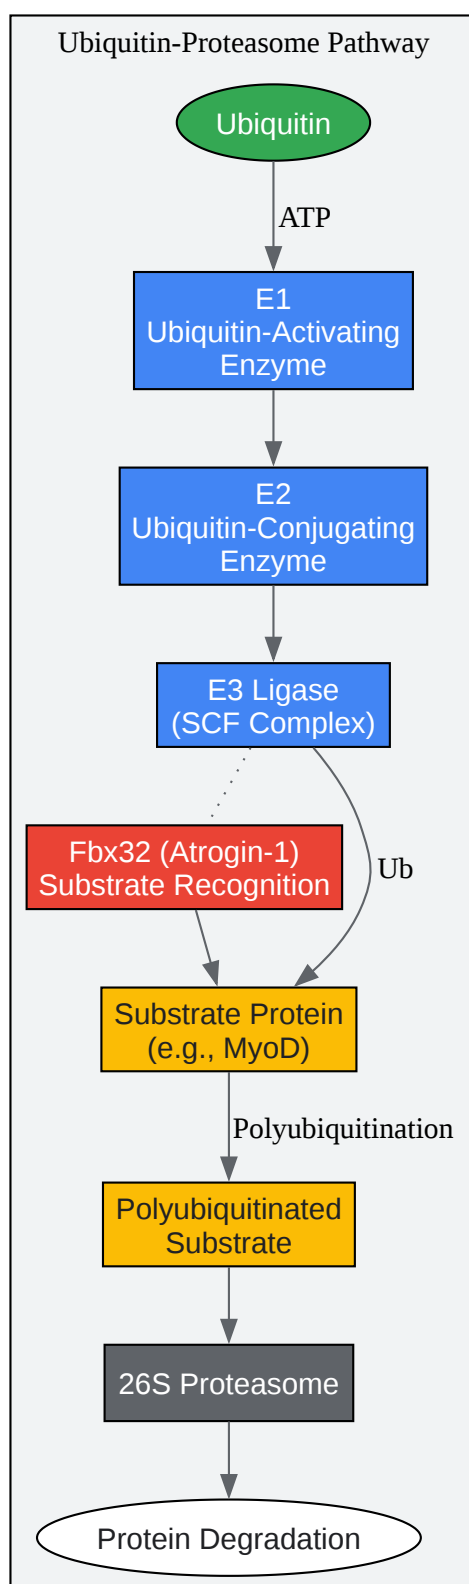 Ubiquitin-Proteasome Pathway
Ubiquitin
ATP
E1
Ubiquitin-Activating
Enzyme
E2
Ubiquitin-Conjugating
Enzyme
E3 Ligase
(SCF Complex)
Fbx32 (Atrogin-1)
Substrate Recognition
Ub
Substrate Protein
(e.g., MyoD)
Polyubiquitination
Polyubiquitinated
Substrate
26S Proteasome
Protein Degradation